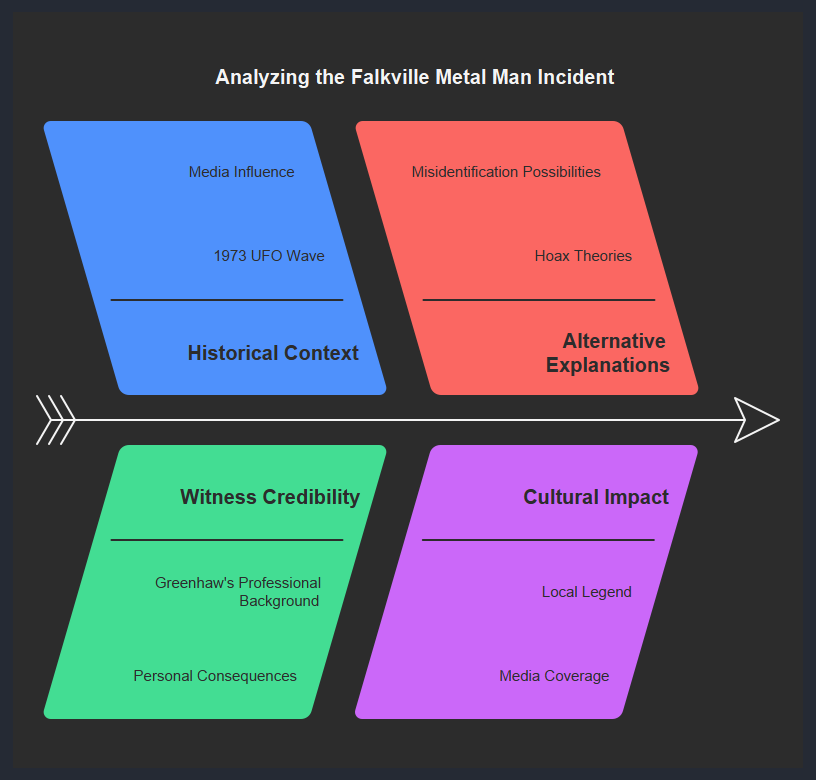 Analyzing the Falkville Metal Man Incident
Media Influence
1973 UFO Wave
Historical Context
Misidentification Possibilities
Hoax Theories
Alternative
Explanations
Witness Credibility
Greenhaw's Professional
Background
Personal Consequences
Cultural Impact
Local Legend
Media Coverage